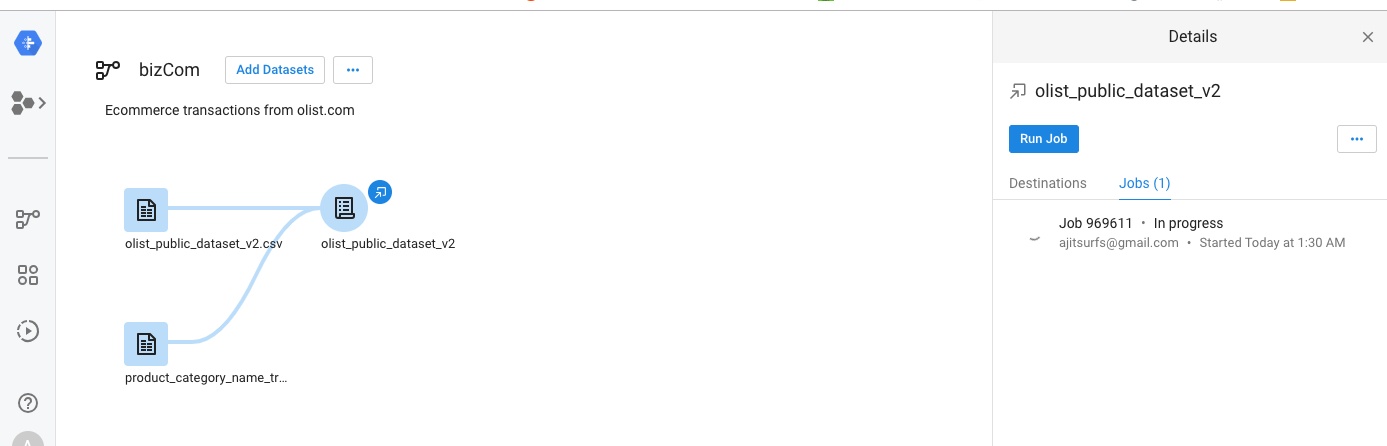 bizCom
Add Datasets
...
Ecommerce transactions from olist.com
olist_public_dataset_v2.csv
olist_public_dataset_v2
product_category_name_tr...
Details
olist_public_dataset_v2
Run Job
...
Destinations
Jobs (1)
Job 969611 • In progress
ajitsurfs@gmail.com • Started Today at 1:30 AM
A